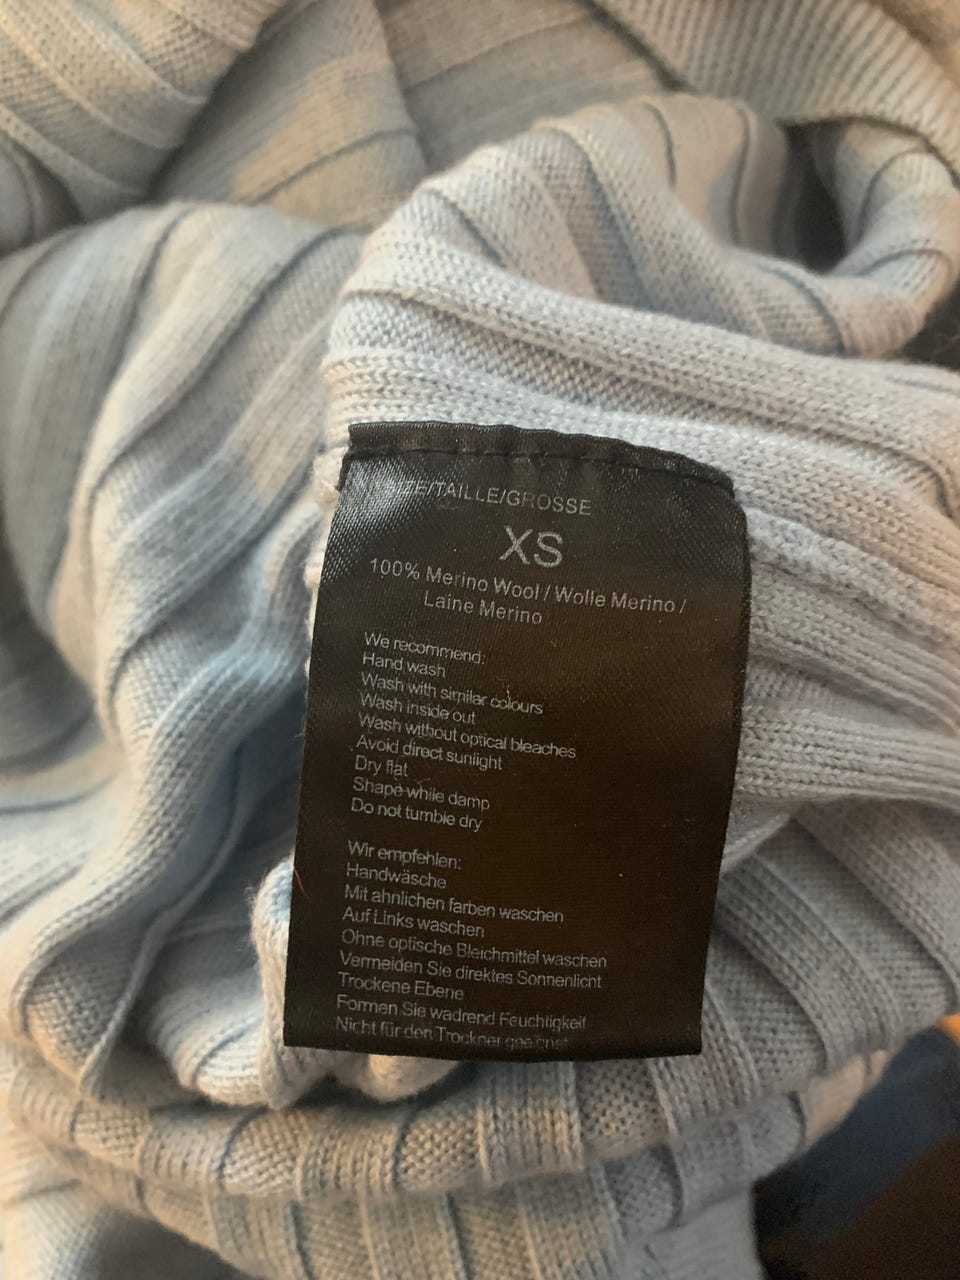 SIZE/TAILLE/GROSSE
XS
100% Merino Wool / Wolle Merino /
Laine Merino
We recommend:
Hand wash
Wash with similar colours
Wash inside out
Wash without optical bleaches
Avoid direct sunlight
Dry flat
Shape while damp
Do not tumble dry
Wir empfehlen:
Handwäsche
Mit ahnlichen farben waschen
Auf Links waschen
Ohne optische Bleichmittel waschen
Vermeiden Sie direktes Sonnenlicht
Trockene Ebene
Formen Sie wadrend Feuchtigkeit
Nicht für den Trockner geeignet